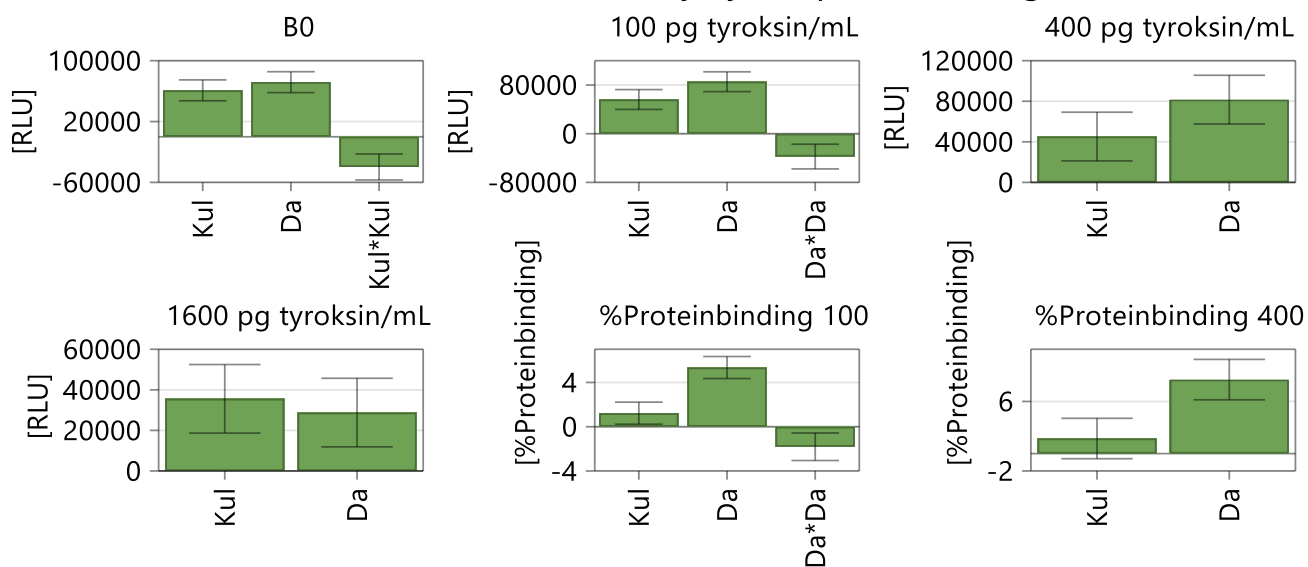 B0
100000
20000
-60000
[RLU]
Kul
Da
Kul*Kul
100 pg tyroksin/mL
80000
0
-80000
[RLU]
Kul
Da
Da*Da
400 pg tyroksin/mL
120000
80000
40000
0
[RLU]
Kul
Da
1600 pg tyroksin/mL
60000
40000
20000
0
[RLU]
Kul
Da
%Proteinbinding 100
4
0
-4
[%Proteinbinding]
Kul
Da
Da*Da
%Proteinbinding 400
6
-2
[%Proteinbinding]
Kul
Da